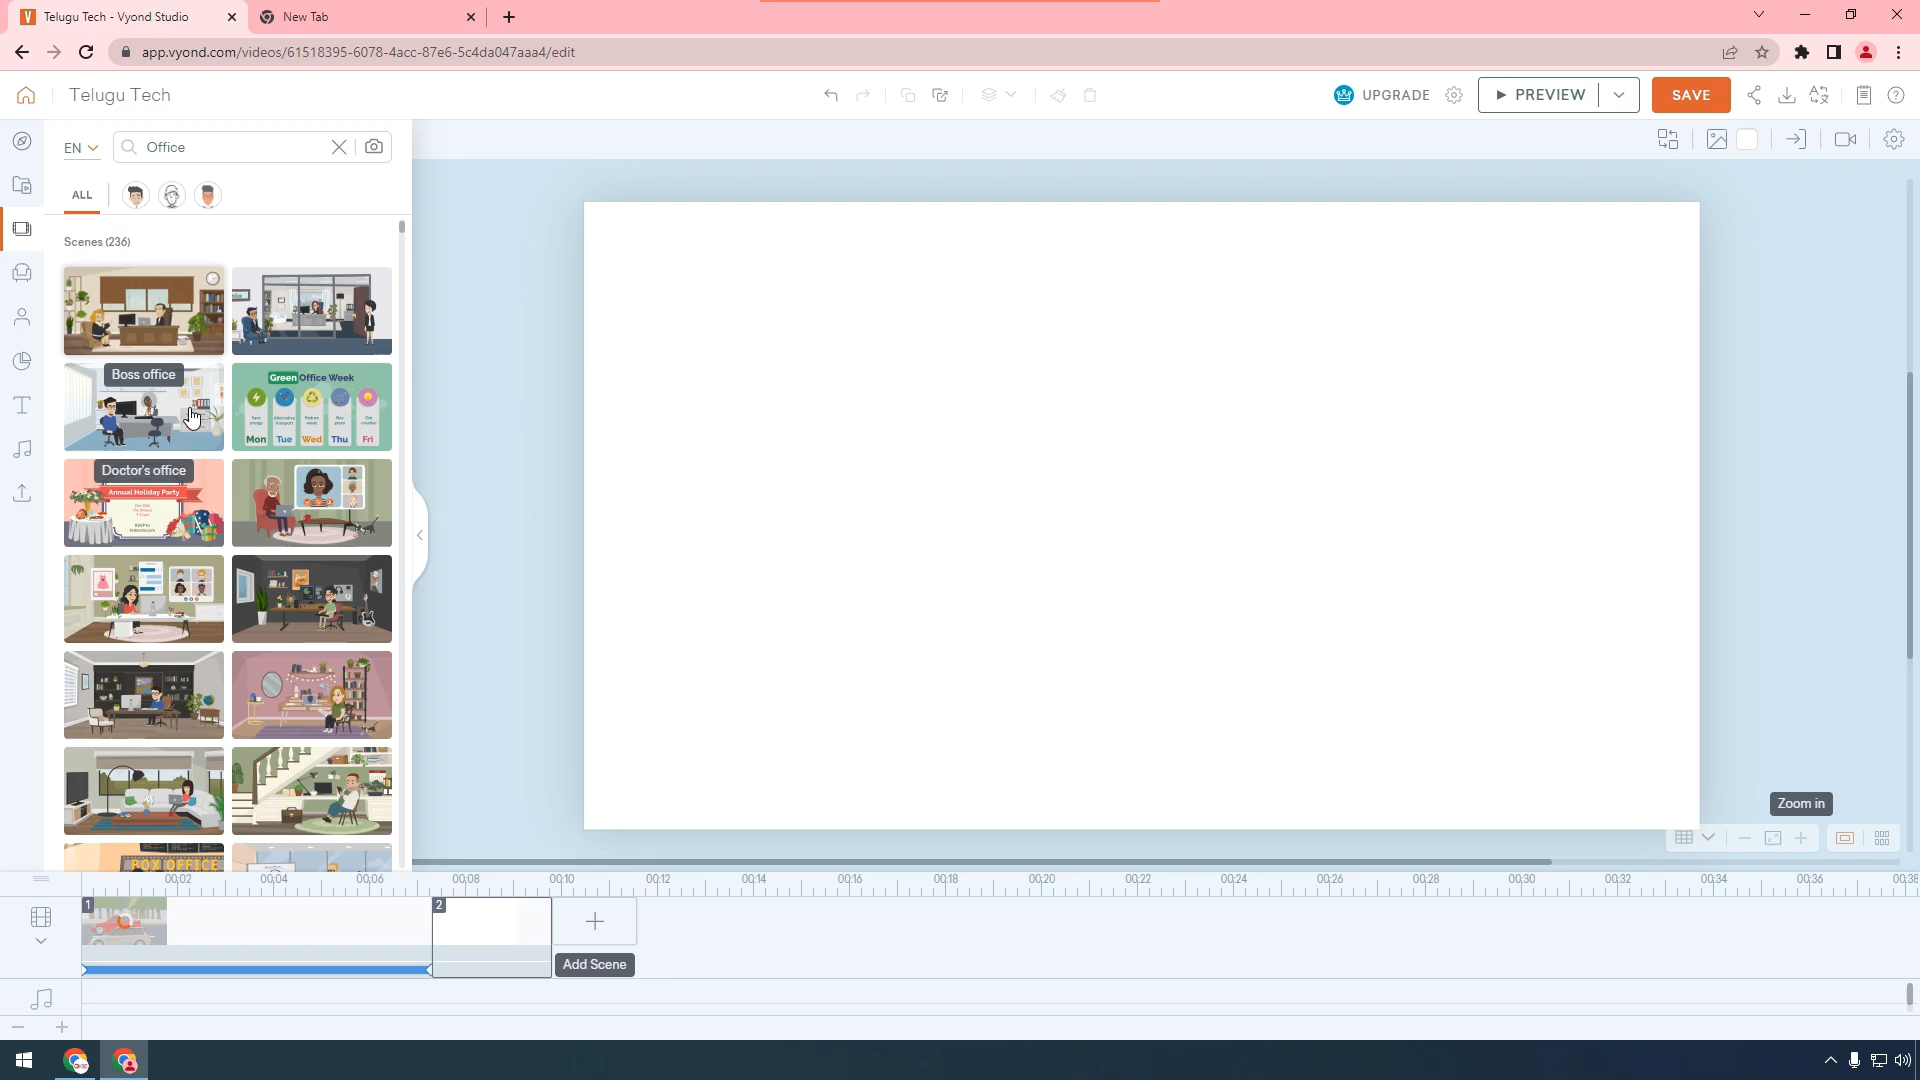 Telugu Tech - Vyond Studio
New Tab
app.vyond.com/videos/61518395-6078-4acc-87e6-5c4da047aaa4/edit
Telugu Tech
UPGRADE
PREVIEW
SAVE
EN
Office
ALL
Scenes (236)
Boss office
Green Office Week
Mon Tue Wed Thu Fri
Doctor's office
Annual Holiday Party
BOX OFFICE
Zoom in
00:02 00:04 00:06 00:08 00:10 00:12 00:14 00:16 00:18 00:20 00:22 00:24 00:26 00:28 00:30 00:32 00:34 00:36 00:38
1
2
Add Scene